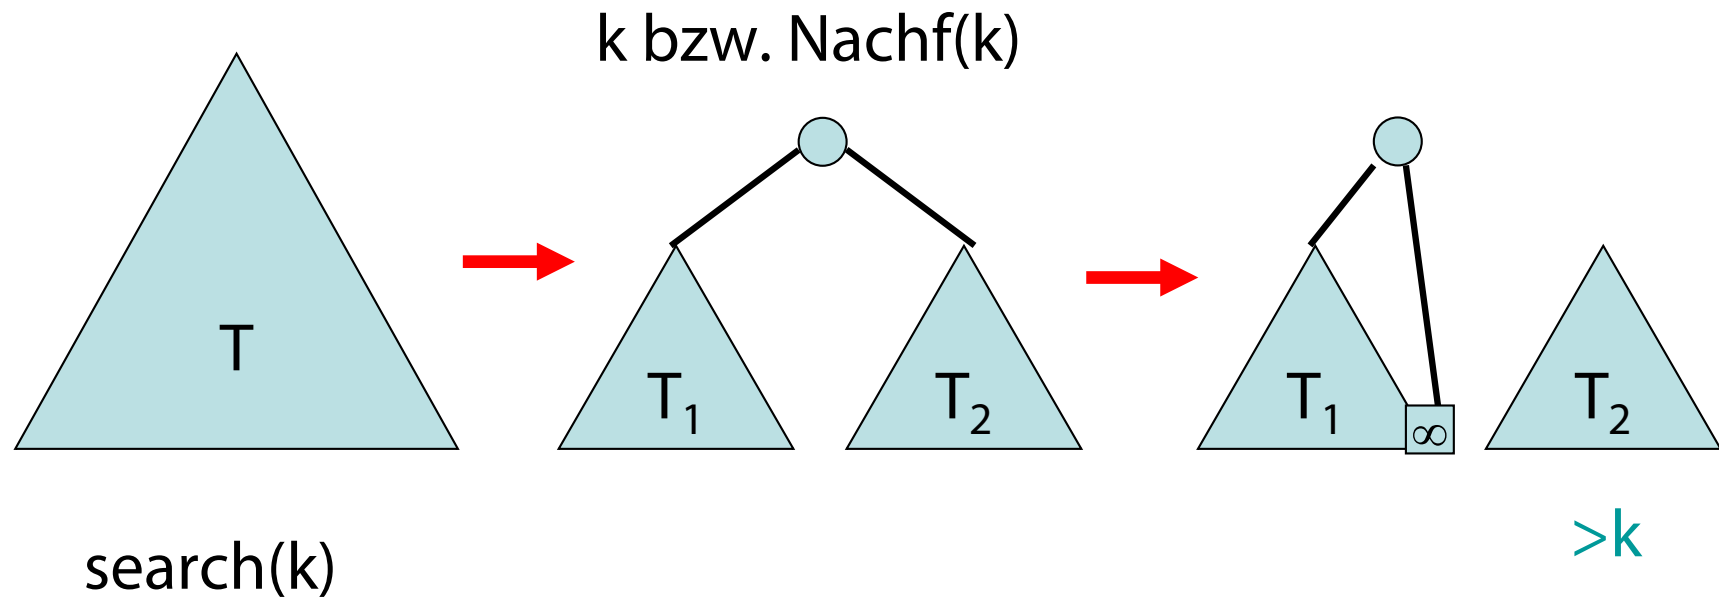 k bzw. Nachf(k)
T
T₁
T₂
T₁
∞
T₂
>k
search(k)